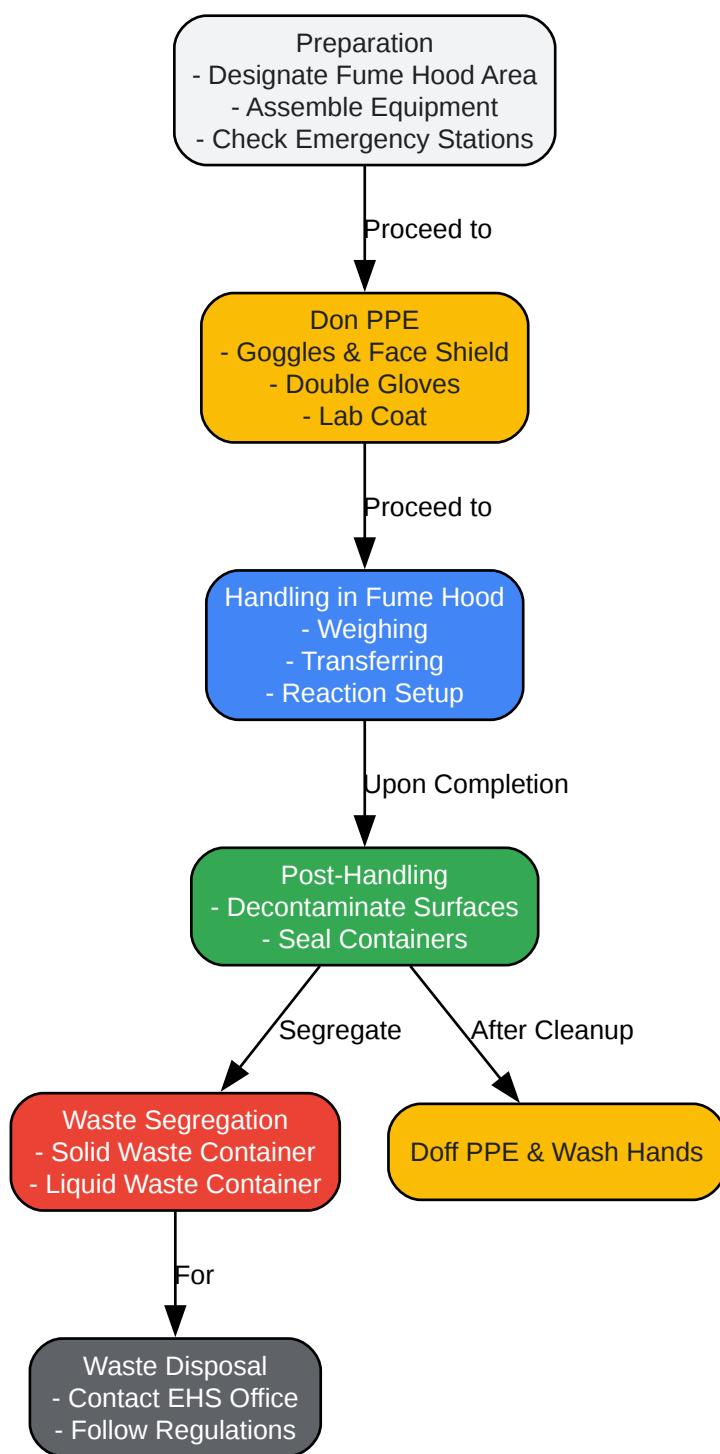 Preparation
- Designate Fume Hood Area
- Assemble Equipment
- Check Emergency Stations
Proceed to
Don PPE
- Goggles & Face Shield
- Double Gloves
- Lab Coat
Proceed to
Handling in Fume Hood
- Weighing
- Transferring
- Reaction Setup
Upon Completion
Post-Handling
- Decontaminate Surfaces
- Seal Containers
Segregate
After Cleanup
Waste Segregation
- Solid Waste Container
- Liquid Waste Container
Doff PPE & Wash Hands
For
Waste Disposal
- Contact EHS Office
- Follow Regulations